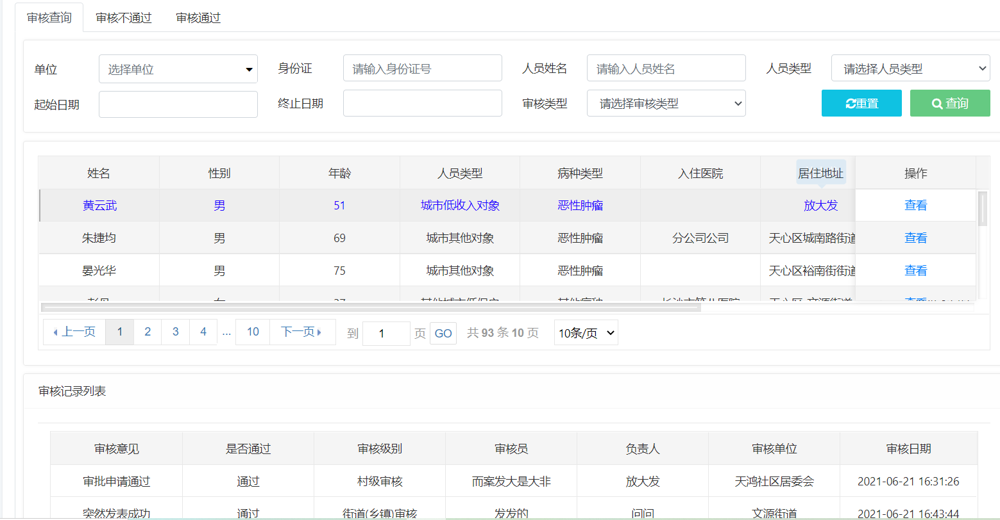 审核查询 审核不通过 审核通过
单位 选择单位 身份证 请输入身份证号 人员姓名 请输入人员姓名 人员类型 请选择人员类型
起始日期 终止日期 审核类型 请选择审核类型 重置 查询
姓名 性别 年龄 人员类型 病种类型 入住医院 居住地址 操作
黄云武 男 51 城市低收入对象 恶性肿瘤 放大发 查看
朱捷均 男 69 城市其他对象 恶性肿瘤 分公司公司 天心区城南路街道 查看
晏光华 男 75 城市其他对象 恶性肿瘤 天心区裕南街街道 查看
上一页 1 2 3 4 ... 10 下一页 到 1 页 GO 共 93 条 10 页 10条/页
审核记录列表
审核意见 是否通过 审核级别 审核员 负责人 审核单位 审核日期
审批申请通过 通过 村级审核 而案发大是大非 放大发 天鸿社区居委会 2021-06-21 16:31:26
突然发表成功 通过 街道(乡镇)审核 发发的 问问 文源街道 2021-06-21 16:43:44